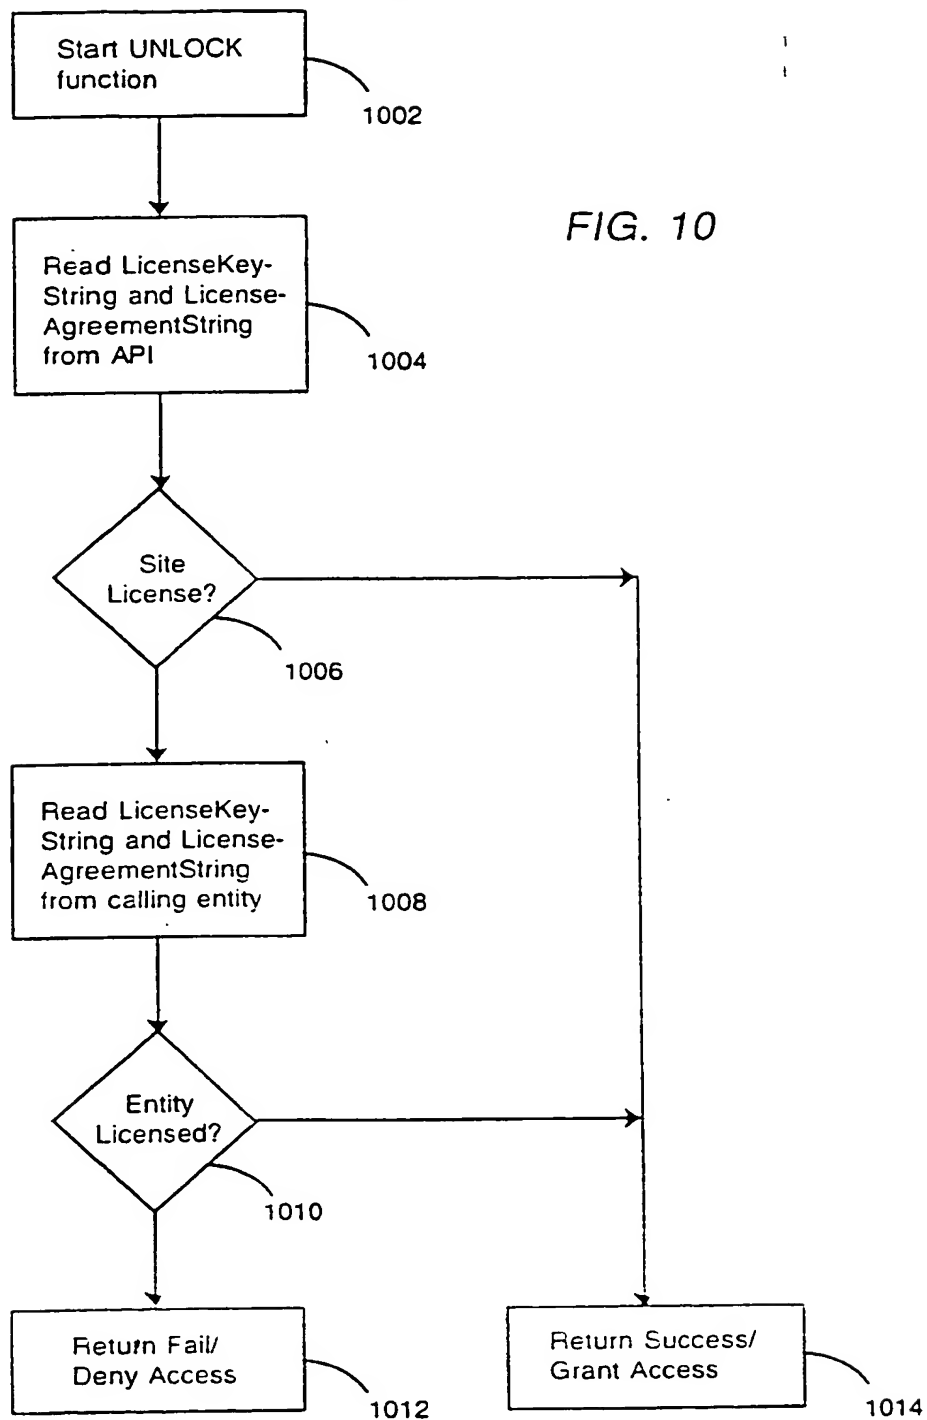 Start UNLOCK
function
1002
FIG. 10
Read LicenseKey-
String and License-
AgreementString
from API
1004
Site
License?
1006
Read LicenseKey-
String and License-
AgreementString
from calling entity
1008
Entity
Licensed?
1010
Return Fail/
Deny Access
1012
Return Success/
Grant Access
1014